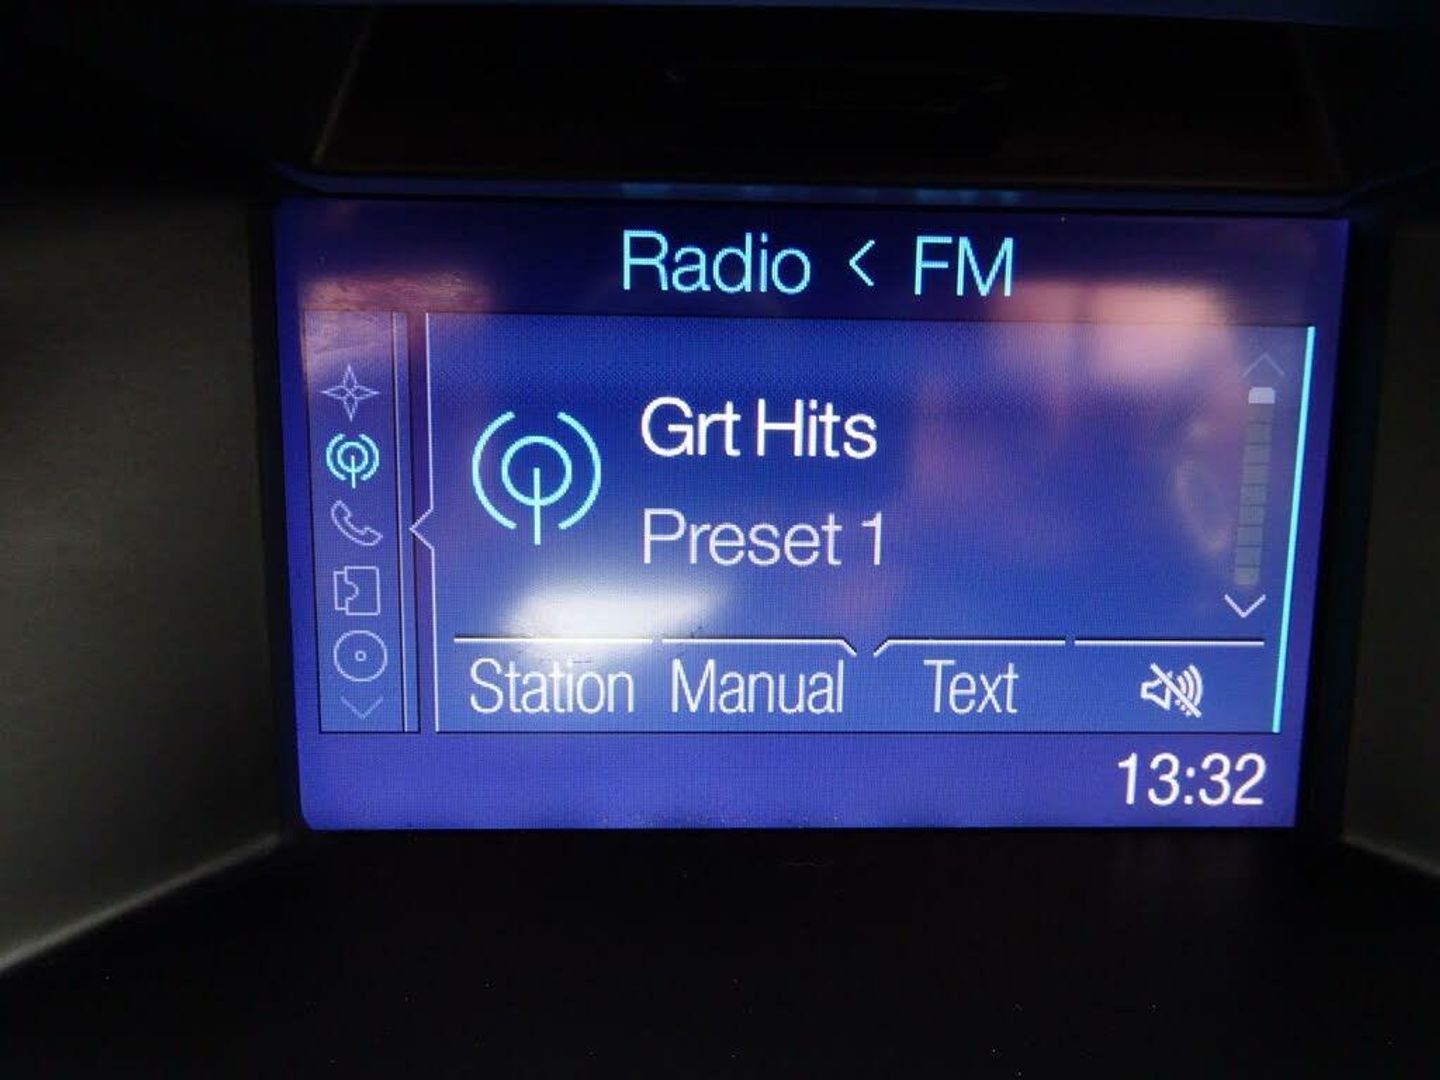 Radio < FM
Grt Hits
Preset 1
Station Manual Text
13:32